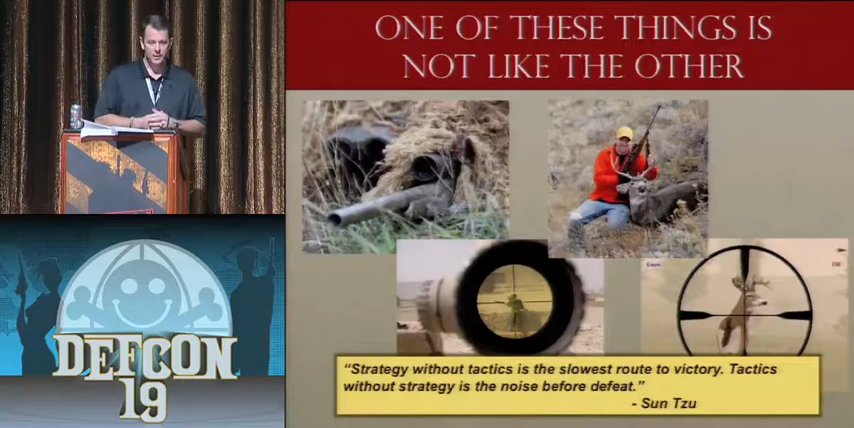 ONE OF THESE THINGS IS
NOT LIKE THE OTHER
“Strategy without tactics is the slowest route to victory. Tactics
without strategy is the noise before defeat.”
- Sun Tzu
DEFCON
19